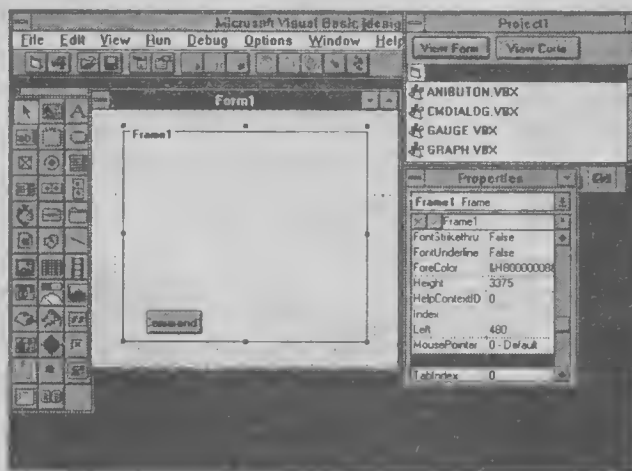 Microsoft Visual Basic [desig
File Edit View Run Debug Options Window Help
Form1
Frame1
Command
Project1
View Form View Code
ANIBUTON.VBX
CMDIALOG.VBX
GAUGE.VBX
GRAPH.VBX
Properties
Frame1 Frame
Frame1
FontStrikethru False
FontUnderline False
ForeColor &H8000000
Height 3375
HelpContextID 0
Index
Left 480
MousePointer 0 - Default
TabIndex 0